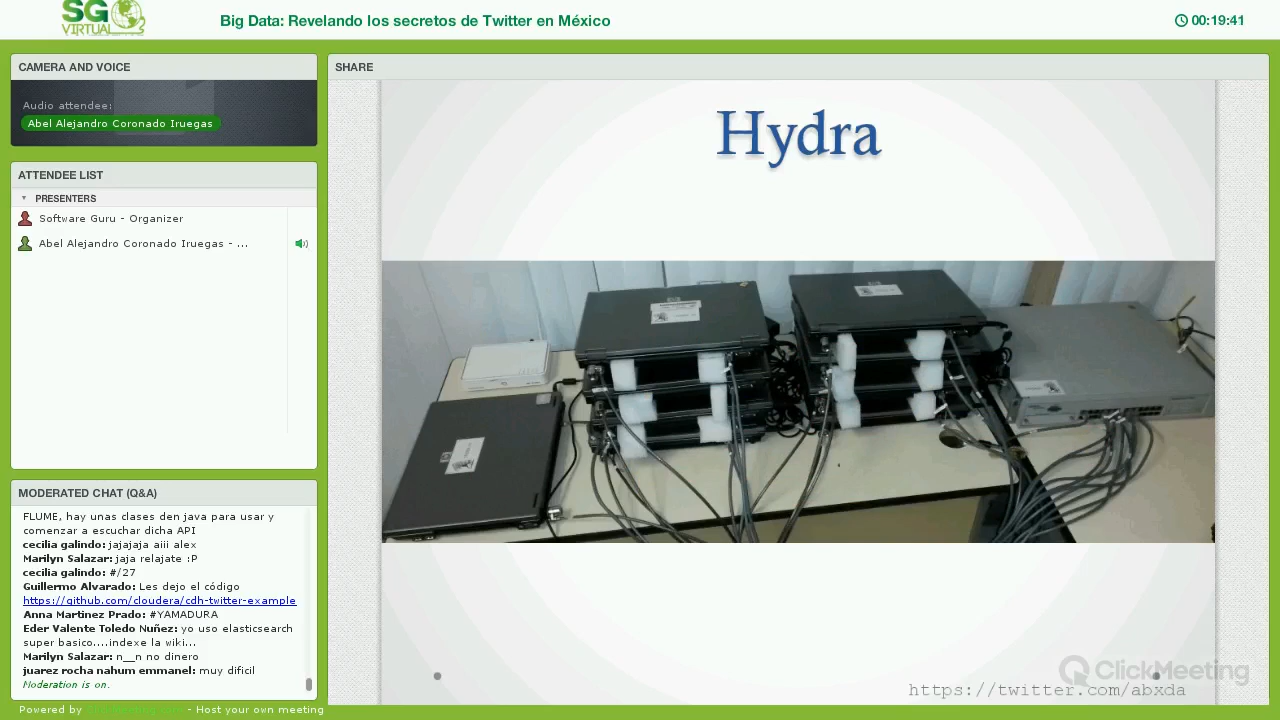 SG
VIRTUAL
Big Data: Revelando los secretos de Twitter en México
00:19:41
CAMERA AND VOICE
Audio attendee:
Abel Alejandro Coronado Iruegas
ATTENDEE LIST
PRESENTERS
Software Guru - Organizer
Abel Alejandro Coronado Iruegas - ...
MODERATED CHAT (Q&A)
FLUME, hay unas clases den java para usar y
comenzar a escuchar dicha API
cecilia galindo: jajajaja aiii alex
Marilyn Salazar: jaja relajate :P
cecilia galindo: #/27
Guillermo Alvarado: Les dejo el código
https://github.com/cloudera/cdh-twitter-example
Anna Martinez Prado: #YAMADURA
Eder Valente Toledo Nuñez: yo uso elasticsearch
super basico....indexe la wiki...
Marilyn Salazar: n__n no dinero
juarez rocha nahum emmanel: muy dificil
Moderation is on.
Powered by ClickMeeting.com - Host your own meeting
SHARE
Hydra
ClickMeeting
https://twitter.com/abxda